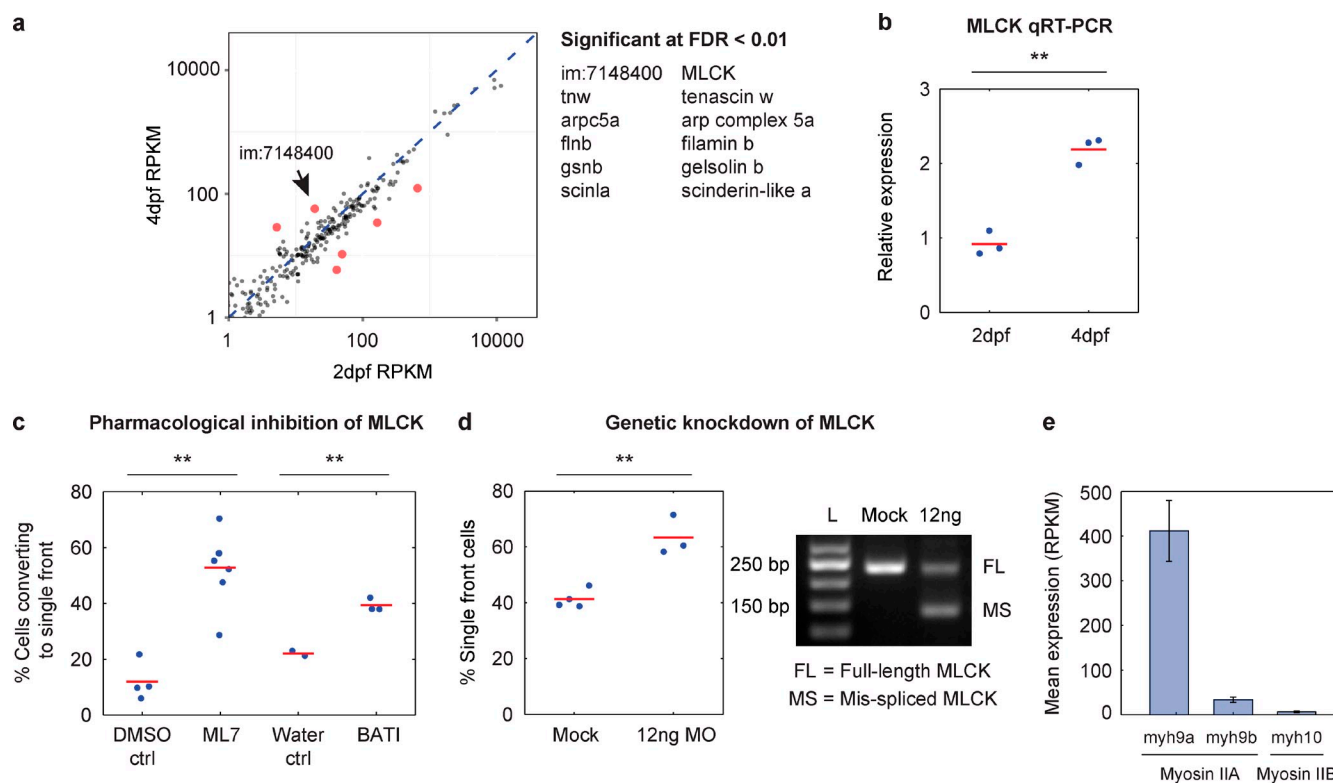 a
10000
100
1
4dpf RPKM
im:7148400
1
100
10000
2dpf RPKM
Significant at FDR < 0.01
im:7148400 MLCK
tnw tenascin w
arpc5a arp complex 5a
flnb filamin b
gsnb gelsolin b
scinla scinderin-like a
b
MLCK qRT-PCR
**
3
2
1
0
Relative expression
2dpf
4dpf
c
Pharmacological inhibition of MLCK
**
**
80
60
40
20
0
% Cells converting
to single front
DMSO
ctrl
ML7
Water
ctrl
BATI
d
Genetic knockdown of MLCK
**
80
60
40
20
0
% Single front cells
Mock
12ng MO
L Mock 12ng
250 bp
150 bp
FL
MS
FL = Full-length MLCK
MS = Mis-spliced MLCK
e
500
400
300
200
100
0
Mean expression (RPKM)
myh9a myh9b myh10
Myosin IIA Myosin IIB